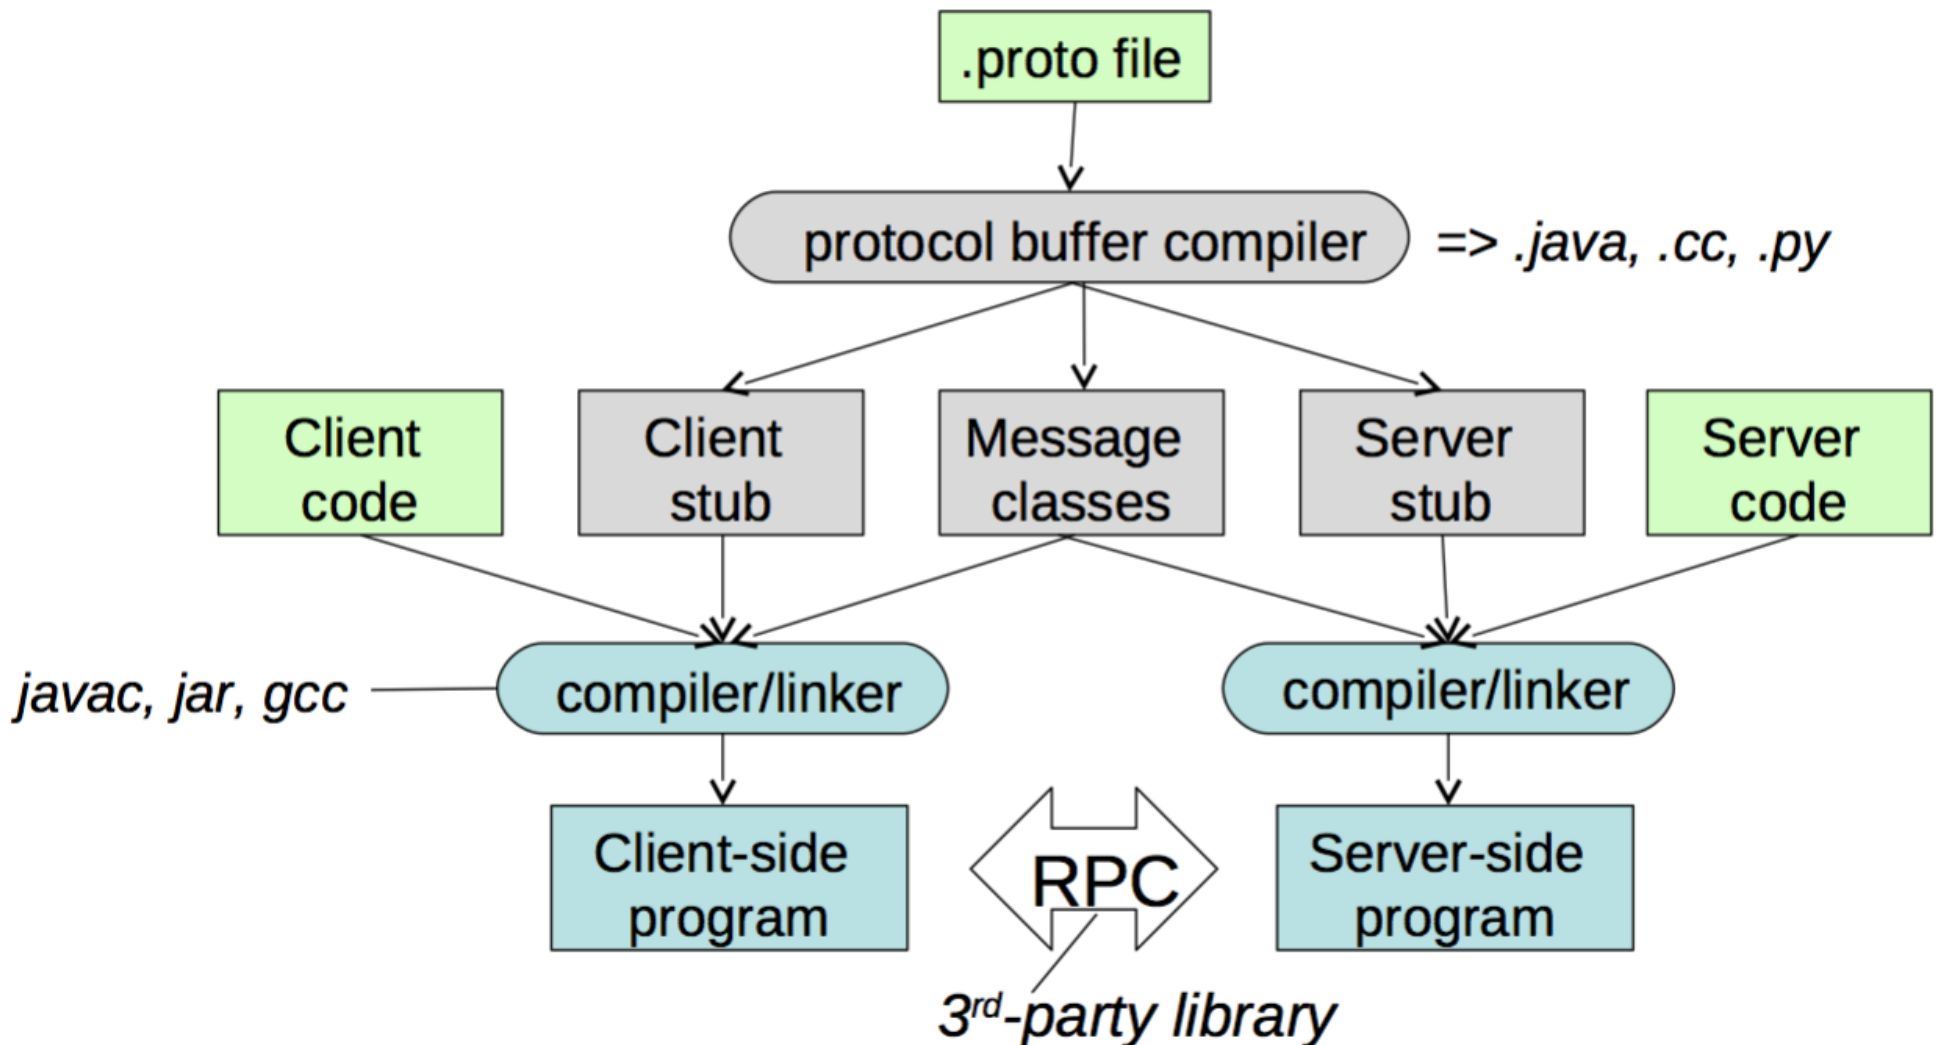 .proto file
protocol buffer compiler
=> .java, .cc, .py
Client
code
Client
stub
Message
classes
Server
stub
Server
code
javac, jar, gcc
compiler/linker
compiler/linker
Client-side
program
RPC
Server-side
program
3rd-party library